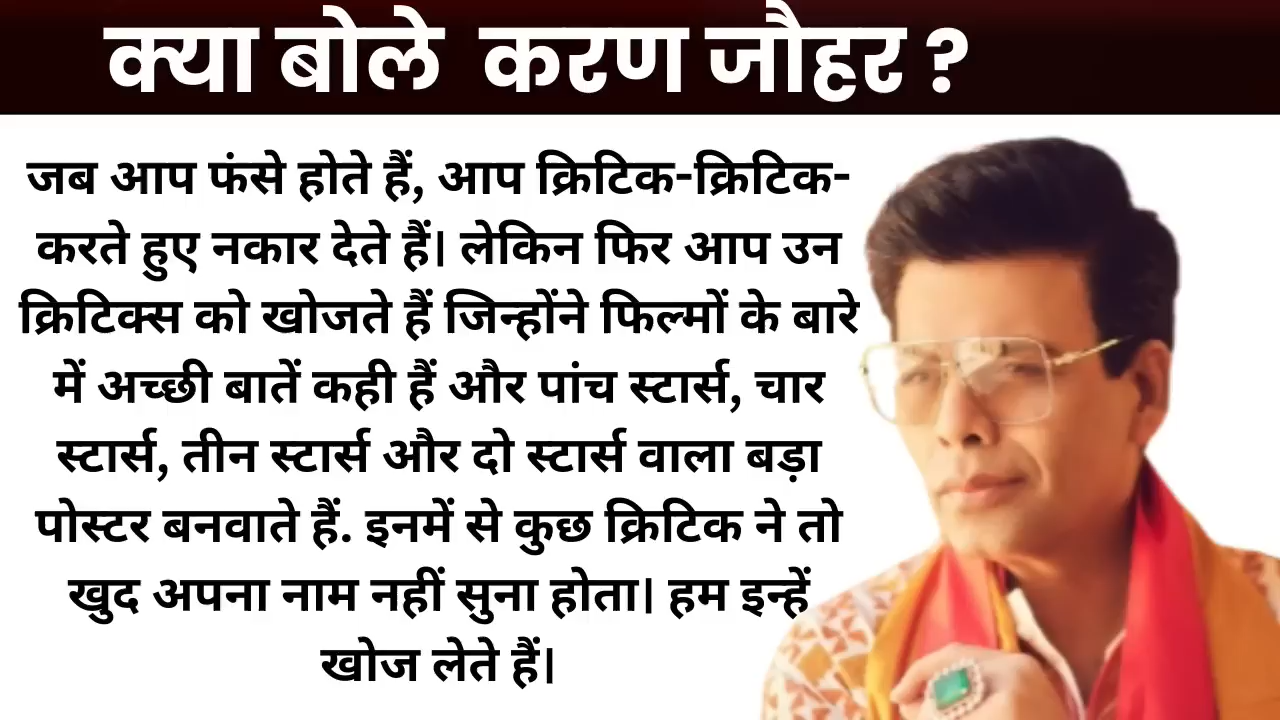 क्या बोले करण जौहर ?
जब आप फंसे होते हैं, आप क्रिटिक-क्रिटिक-
करते हुए नकार देते हैं। लेकिन फिर आप उन
क्रिटिक्स को खोजते हैं जिन्होंने फिल्मों के बारे
में अच्छी बातें कही हैं और पांच स्टार्स, चार
स्टार्स, तीन स्टार्स और दो स्टार्स वाला बड़ा
पोस्टर बनवाते हैं. इनमें से कुछ क्रिटिक ने तो
खुद अपना नाम नहीं सुना होता। हम इन्हें
खोज लेते हैं।